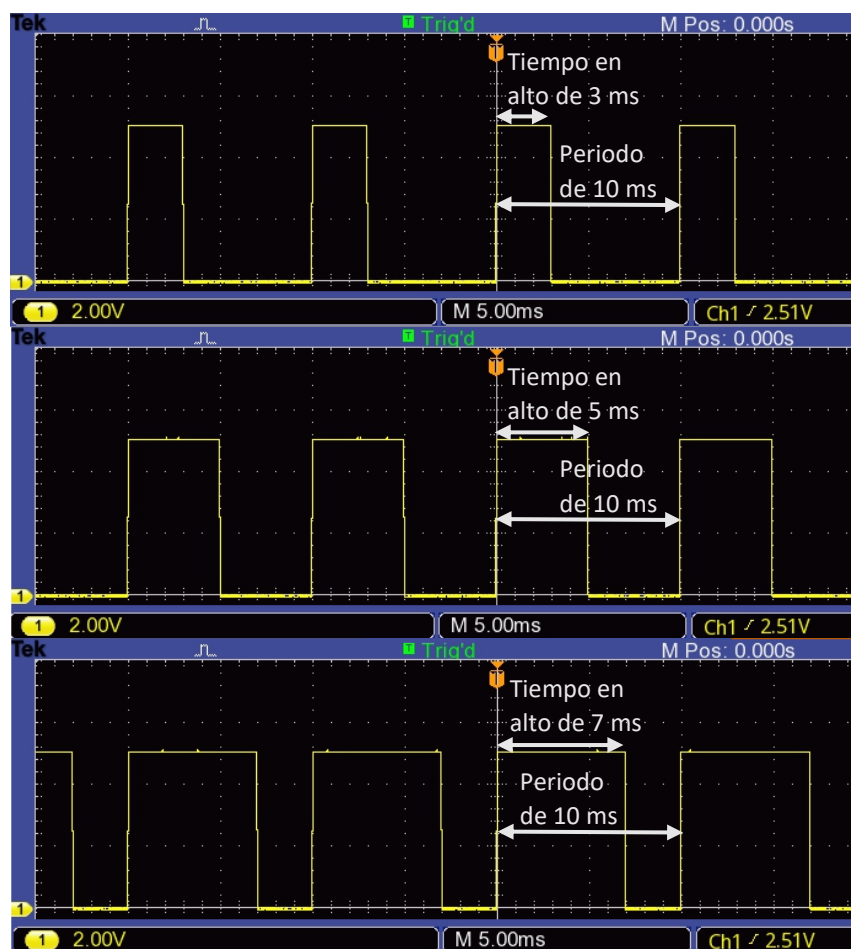 Tek
Trig'd
M Pos: 0.000s
T
Tiempo en
alto de 3 ms
Periodo
de 10 ms
1
1 2.00V
M 5.00ms
Ch1 / 2.51V
Tek
Trig'd
M Pos: 0.000s
T
Tiempo en
alto de 5 ms
Periodo
de 10 ms
1
1 2.00V
M 5.00ms
Ch1 / 2.51V
Tek
Trig'd
M Pos: 0.000s
T
Tiempo en
alto de 7 ms
Periodo
de 10 ms
1
1 2.00V
M 5.00ms
Ch1 / 2.51V